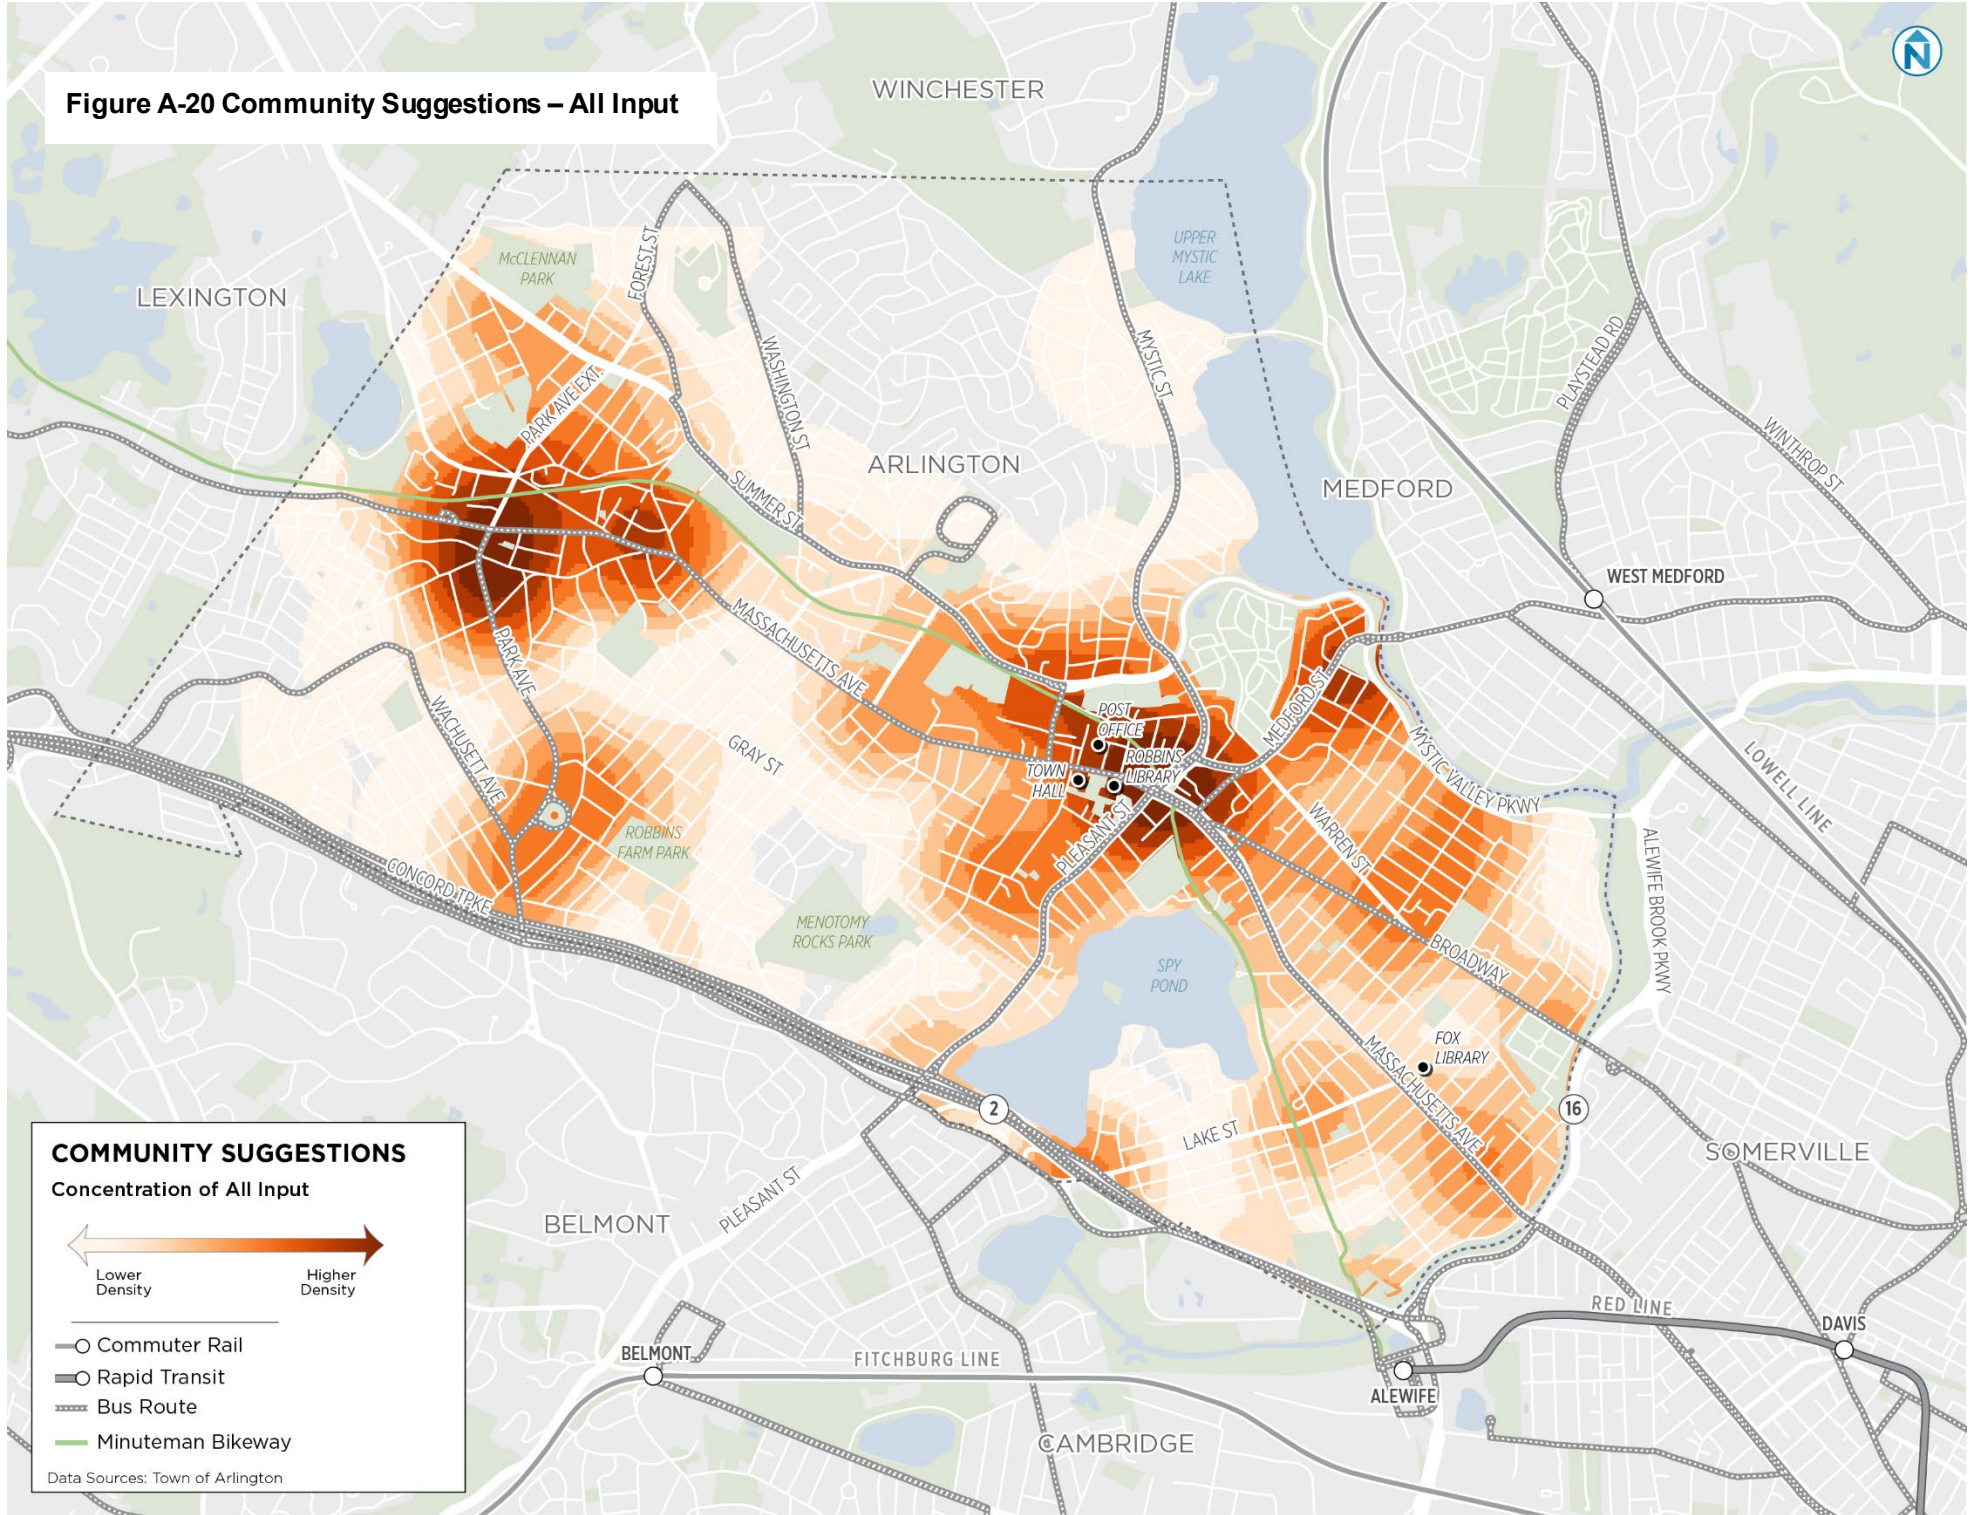 Figure A-20 Community Suggestions – All Input
N
WINCHESTER
UPPER
MYSTIC
LAKE
McCLENNAN
PARK
FOREST ST
LEXINGTON
WASHINGTON ST
MYSTIC ST
PLAYSTEAD RD
PARK AVE EXT.
WINTHROP ST
ARLINGTON
MEDFORD
SUMMER ST
WEST MEDFORD
MASSACHUSETTS AVE
PARK AVE
MEDFORD ST
WACHUSETT AVE
POST
OFFICE
GRAY ST
ROBBINS
LIBRARY
TOWN
HALL
MYSTIC VALLEY PKWY
LOWELL LINE
PLEASANT ST
WARREN ST
ROBBINS
FARM PARK
ALEWIFE BROOK PKWY
CONCORD TPKE
MENOTOMY
ROCKS PARK
BROADWAY
SPY
POND
FOX
LIBRARY
MASSACHUSETTS AVE
2
16
LAKE ST
SOMERVILLE
PLEASANT ST
BELMONT
RED LINE
DAVIS
BELMONT
FITCHBURG LINE
ALEWIFE
CAMBRIDGE
COMMUNITY SUGGESTIONS
Concentration of All Input
Lower
Density
Higher
Density
Commuter Rail
Rapid Transit
Bus Route
Minuteman Bikeway
Data Sources: Town of Arlington